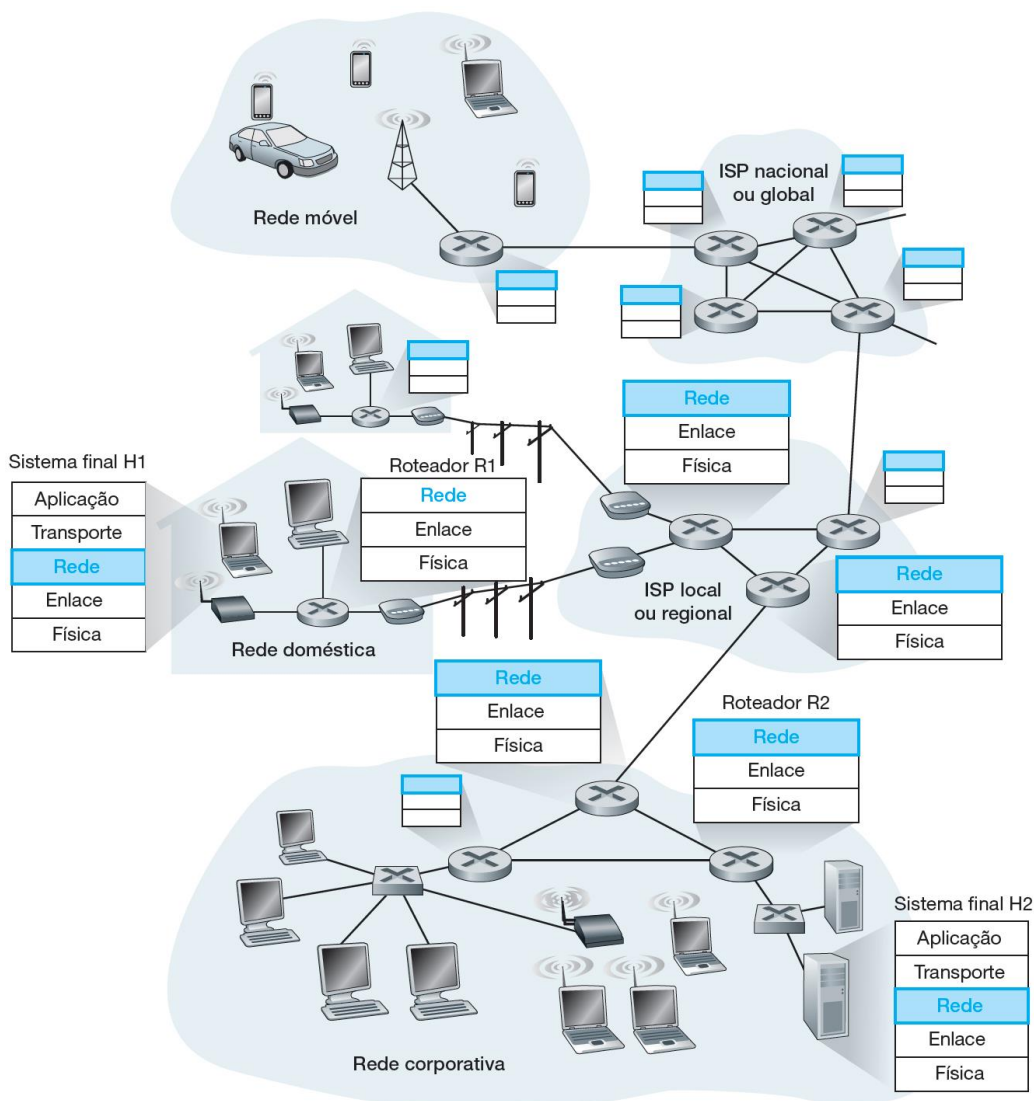 ISP nacional
ou global
Rede móvel
Rede
Enlace
Física
Sistema final H1
Aplicação
Transporte
Rede
Enlace
Física
Roteador R1
Rede
Enlace
Física
ISP local
ou regional
Rede
Enlace
Física
Rede doméstica
Rede
Enlace
Física
Roteador R2
Rede
Enlace
Física
Sistema final H2
Aplicação
Transporte
Rede
Enlace
Física
Rede corporativa